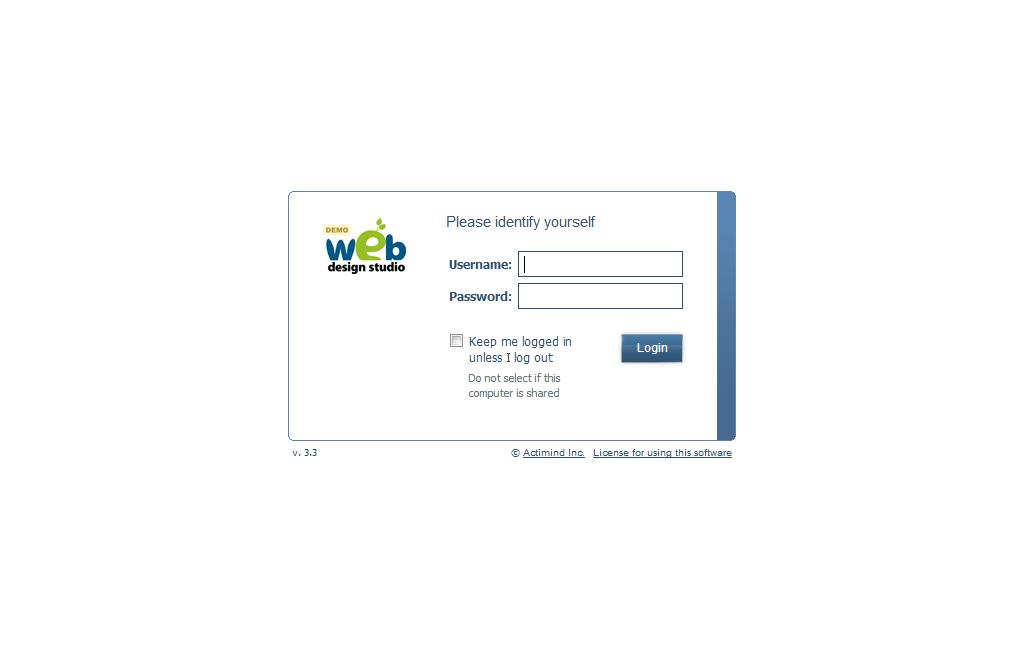 DEMO
web
design studio
Please identify yourself
Username:
Password:
Keep me logged in
unless I log out
Login
Do not select if this
computer is shared
v. 3.3
© Actimind Inc. License for using this software